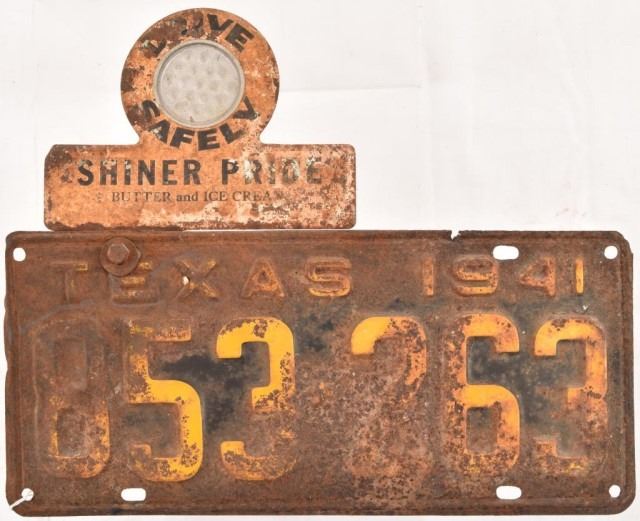 DRIVE
SAFELY
SHINER PRIDE
BUTTER and ICE CREAM
TEXAS 1941
853 263